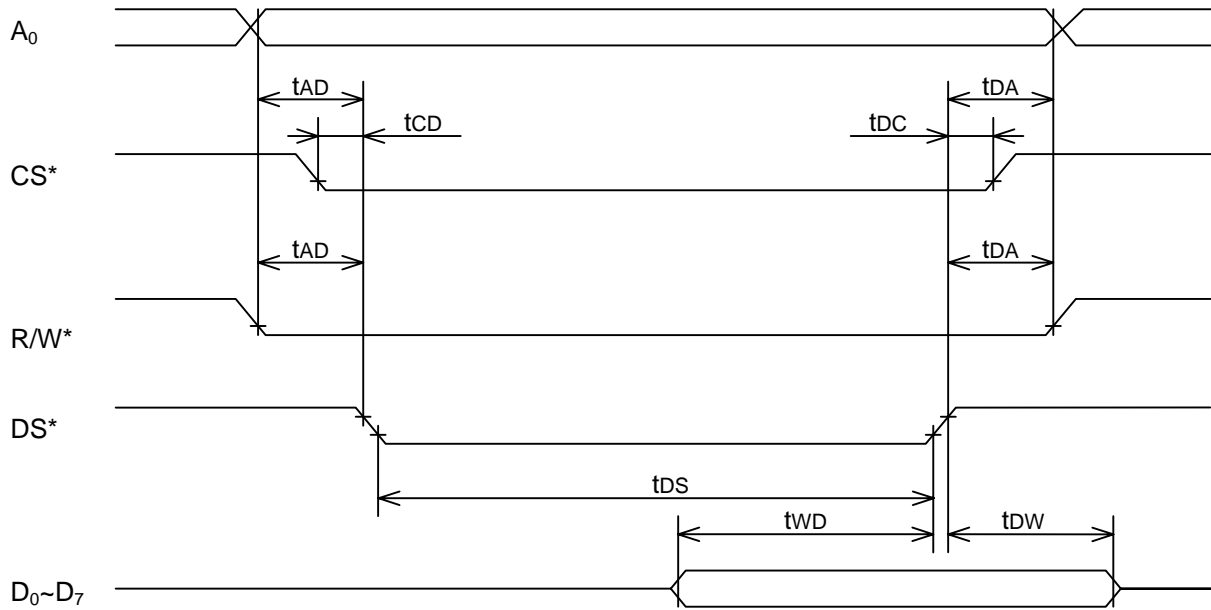 A₀
tAD tDA
tCD tDC
CS*
tAD tDA
R/W*
DS*
tDS
tWD tDW
D₀~D₇